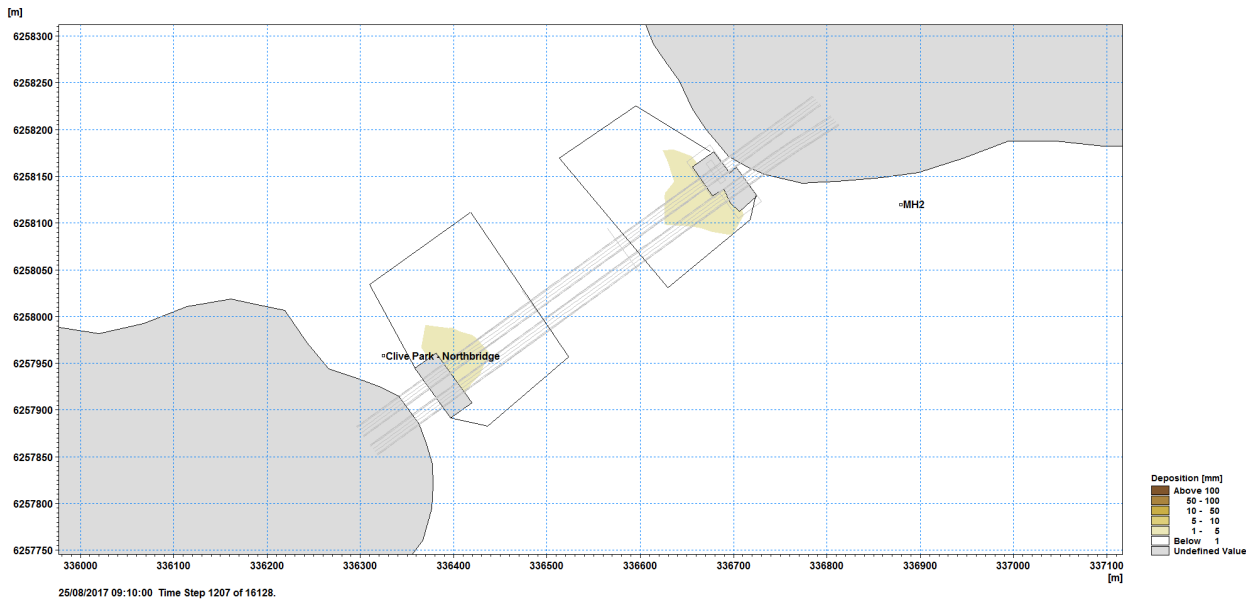 [m]
6258300
6258250
6258200
6258150
6258100
6258050
6258000
6257950
6257900
6257850
6257800
6257750
MH2
Clive Park - Northbridge
336000 336100 336200 336300 336400 336500 336600 336700 336800 336900 337000 337100
[m]
Deposition [mm]
Above 100
50 - 100
10 - 50
5 - 10
1 - 5
Below 1
Undefined Value
25/08/2017 09:10:00 Time Step 1207 of 16128.